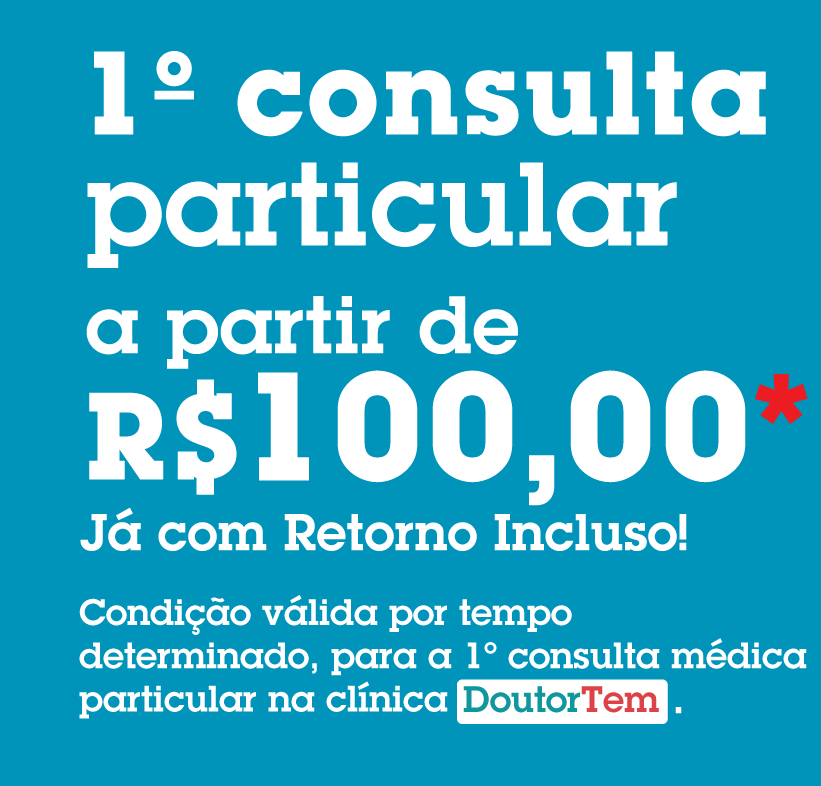 1º consulta
particular
a partir de
R$100,00*
Já com Retorno Incluso!
Condição válida por tempo
determinado, para a 1° consulta médica
particular na clínica DoutorTem .